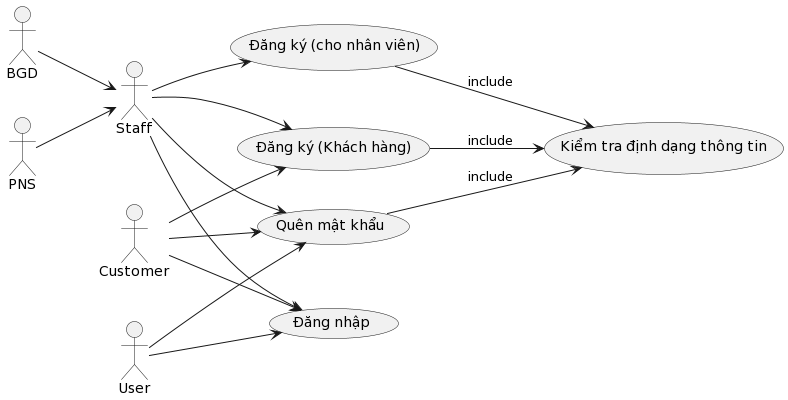 BGD
PNS
Staff
Customer
User
Đăng ký (cho nhân viên)
Đăng ký (Khách hàng)
Quên mật khẩu
Đăng nhập
include
include
include
Kiểm tra định dạng thông tin